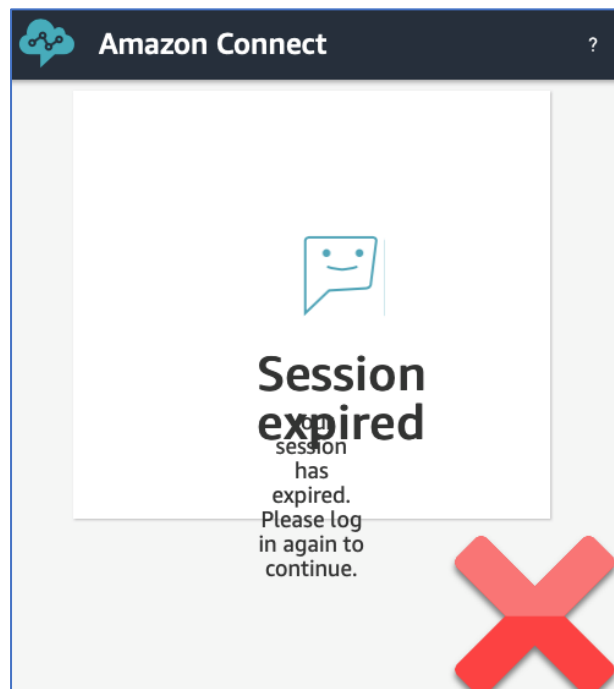 Amazon Connect ?
Session
expired
session
has
expired.
Please log
in again to
continue.